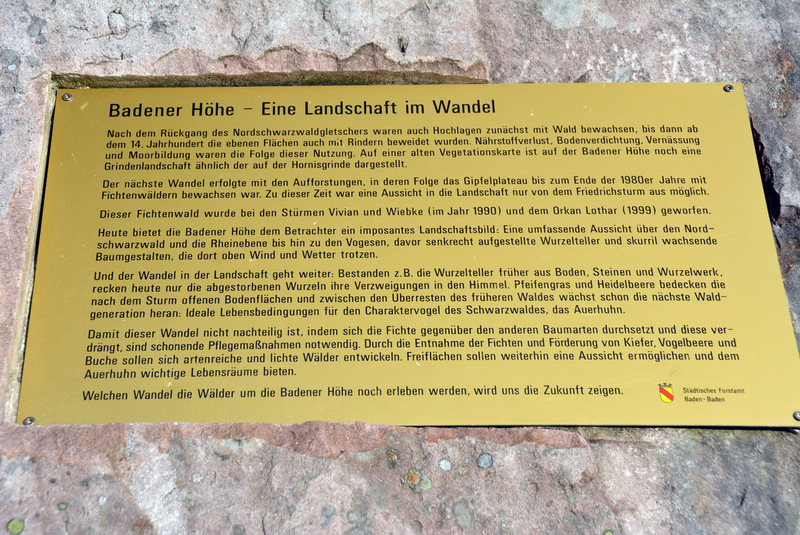 Badener Höhe – Eine Landschaft im Wandel
Nach dem Rückgang des Nordschwarzwaldgletschers waren auch Hochlagen zunächst mit Wald bewachsen, bis dann ab
dem 14. Jahrhundert die ebenen Flächen auch mit Rindern beweidet wurden. Nährstoffverlust, Bodenverdichtung, Vernässung
und Moorbildung waren die Folge dieser Nutzung. Auf einer alten Vegetationskarte ist auf der Badener Höhe noch eine
Grindenlandschaft ähnlich der auf der Hornisgrinde dargestellt.
Der nächste Wandel erfolgte mit den Aufforstungen, in deren Folge das Gipfelplateau bis zum Ende der 1980er Jahre mit
Fichtenwäldern bewachsen war. Zu dieser Zeit war eine Aussicht in die Landschaft nur von dem Friedrichsturm aus möglich.
Dieser Fichtenwald wurde bei den Stürmen Vivian und Wiebke (im Jahr 1990) und dem Orkan Lothar (1999) geworfen.
Heute bietet die Badener Höhe dem Betrachter ein imposantes Landschaftsbild: Eine umfassende Aussicht über den Nord-
schwarzwald und die Rheinebene bis hin zu den Vogesen, davor senkrecht aufgestellte Wurzelteller und skurril wachsende
Baumgestalten, die dort oben Wind und Wetter trotzen.
Und der Wandel in der Landschaft geht weiter: Bestanden z.B. die Wurzelteller früher aus Boden, Steinen und Wurzelwerk,
recken heute nur die abgestorbenen Wurzeln ihre Verzweigungen in den Himmel. Pfeifengras und Heidelbeere bedecken die
nach dem Sturm offenen Bodenflächen und zwischen den Überresten des früheren Waldes wächst schon die nächste Wald-
generation heran: Ideale Lebensbedingungen für den Charaktervogel des Schwarzwaldes, das Auerhuhn.
Damit dieser Wandel nicht nachteilig ist, indem sich die Fichte gegenüber den anderen Baumarten durchsetzt und diese ver-
drängt, sind schonende Pflegemaßnahmen notwendig. Durch die Entnahme der Fichten und Förderung von Kiefer, Vogelbeere und
Buche sollen sich artenreiche und lichte Wälder entwickeln. Freiflächen sollen weiterhin eine Aussicht ermöglichen und dem
Auerhuhn wichtige Lebensräume bieten.
Welchen Wandel die Wälder um die Badener Höhe noch erleben werden, wird uns die Zukunft zeigen.
Städtisches Forstamt
Baden-Baden